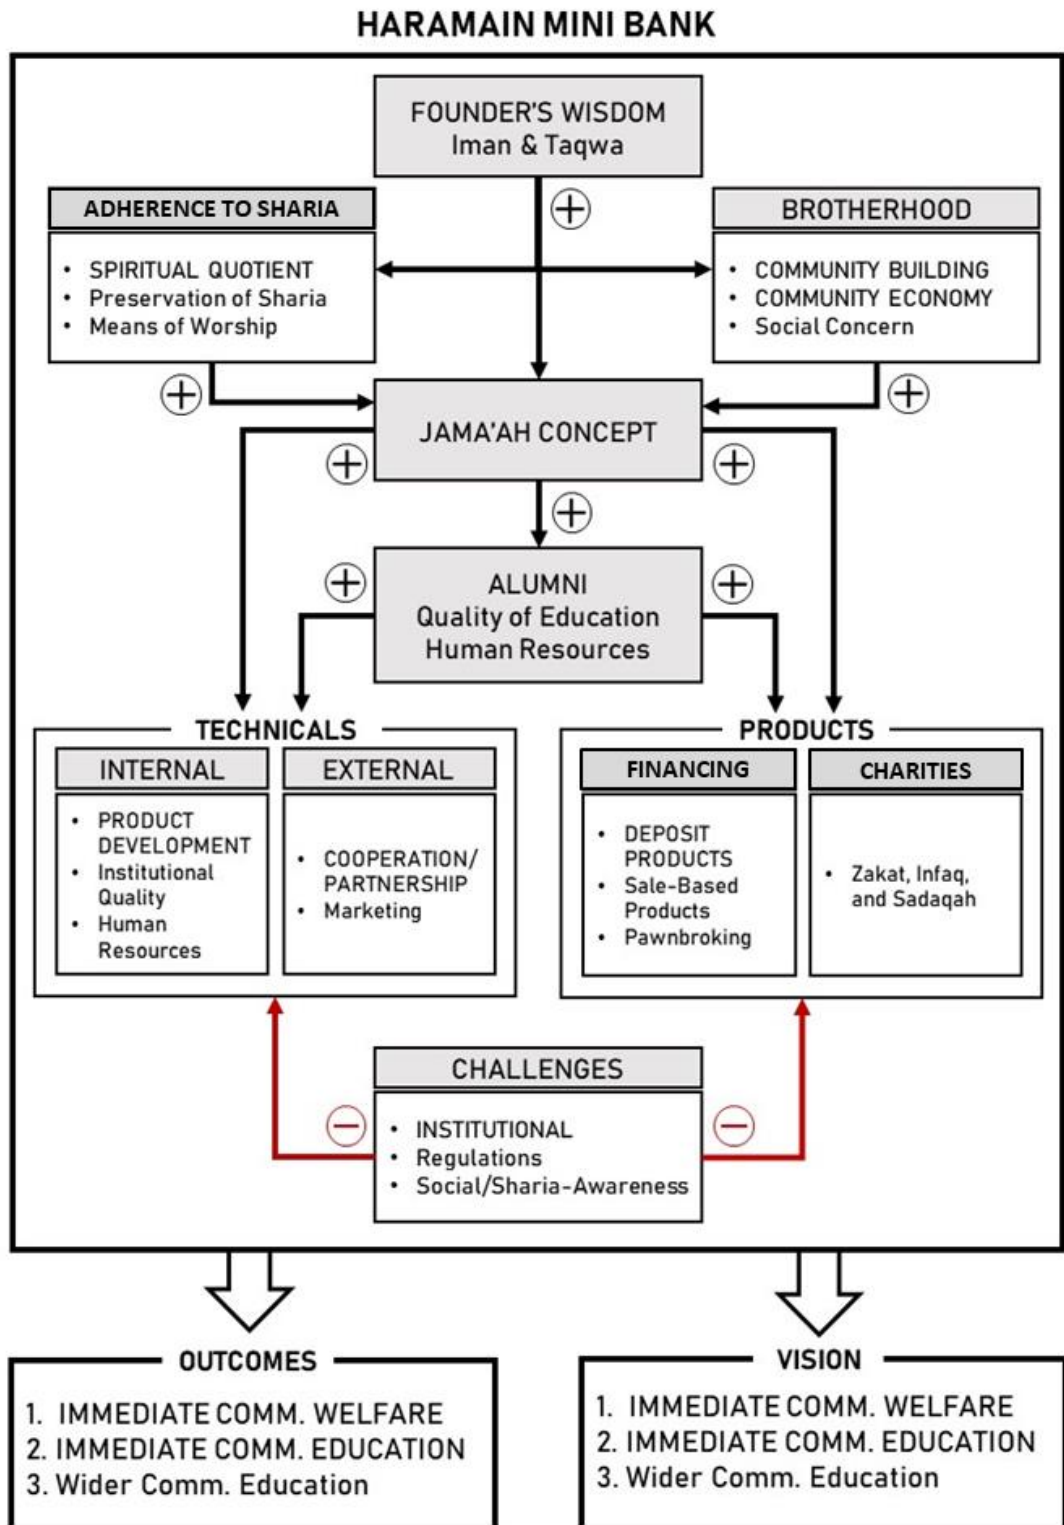 HARAMAIN MINI BANK
FOUNDER'S WISDOM
Iman & Taqwa
+
ADHERENCE TO SHARIA
• SPIRITUAL QUOTIENT
• Preservation of Sharia
• Means of Worship
BROTHERHOOD
• COMMUNITY BUILDING
• COMMUNITY ECONOMY
• Social Concern
+
+
JAMA'AH CONCEPT
+
+
+
ALUMNI
Quality of Education
Human Resources
+
+
TECHNICALS
INTERNAL
• PRODUCT
DEVELOPMENT
• Institutional
Quality
• Human
Resources
EXTERNAL
• COOPERATION/
PARTNERSHIP
• Marketing
PRODUCTS
FINANCING
• DEPOSIT
PRODUCTS
• Sale-Based
Products
• Pawnbroking
CHARITIES
• Zakat, Infaq,
and Sadaqah
CHALLENGES
• INSTITUTIONAL
• Regulations
• Social/Sharia-Awareness
−
−
OUTCOMES
1. IMMEDIATE COMM. WELFARE
2. IMMEDIATE COMM. EDUCATION
3. Wider Comm. Education
VISION
1. IMMEDIATE COMM. WELFARE
2. IMMEDIATE COMM. EDUCATION
3. Wider Comm. Education